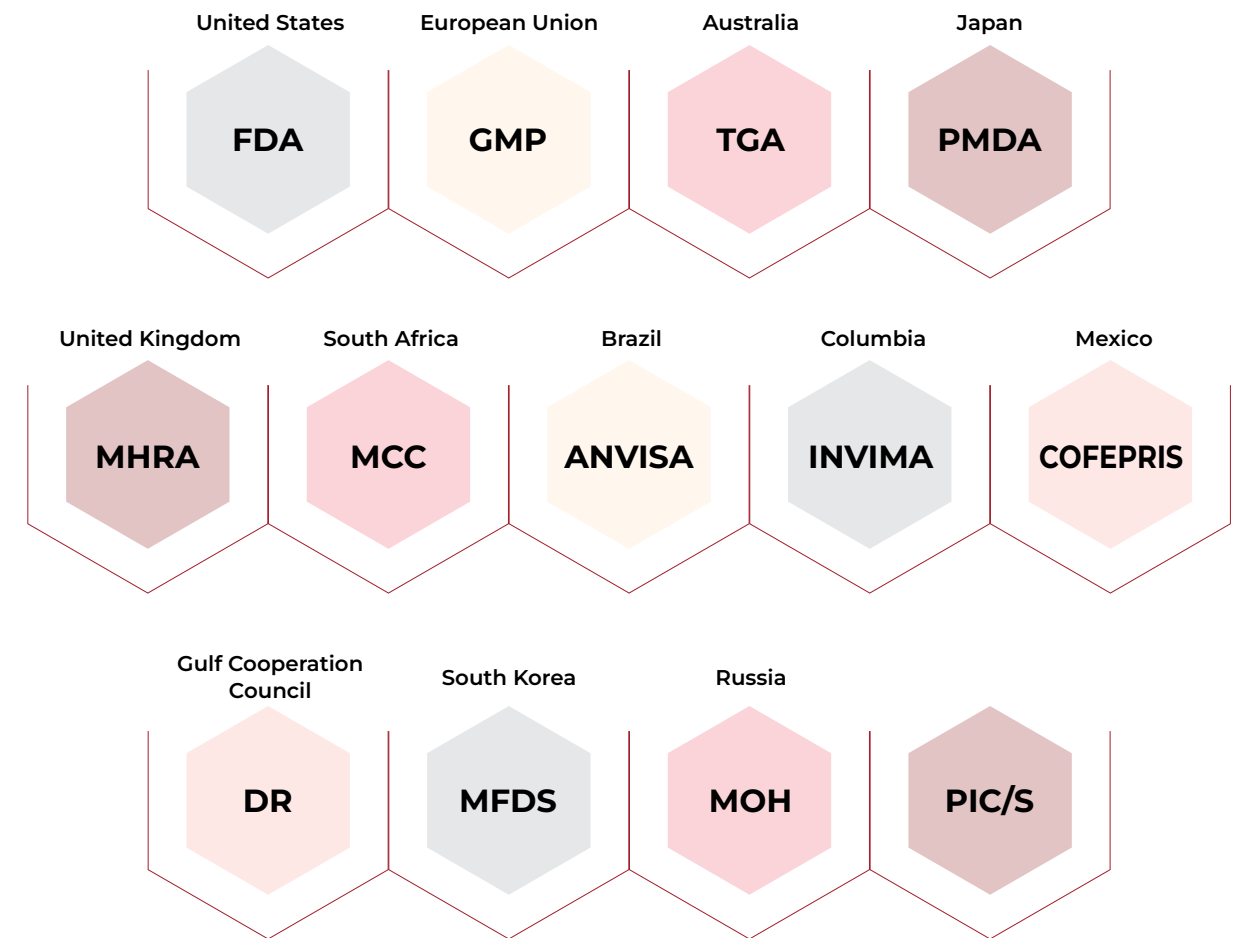 United States
European Union
Australia
Japan
FDA
GMP
TGA
PMDA
United Kingdom
South Africa
Brazil
Columbia
Mexico
MHRA
MCC
ANVISA
INVIMA
COFEPRIS
Gulf Cooperation
Council
South Korea
Russia
DR
MFDS
MOH
PIC/S